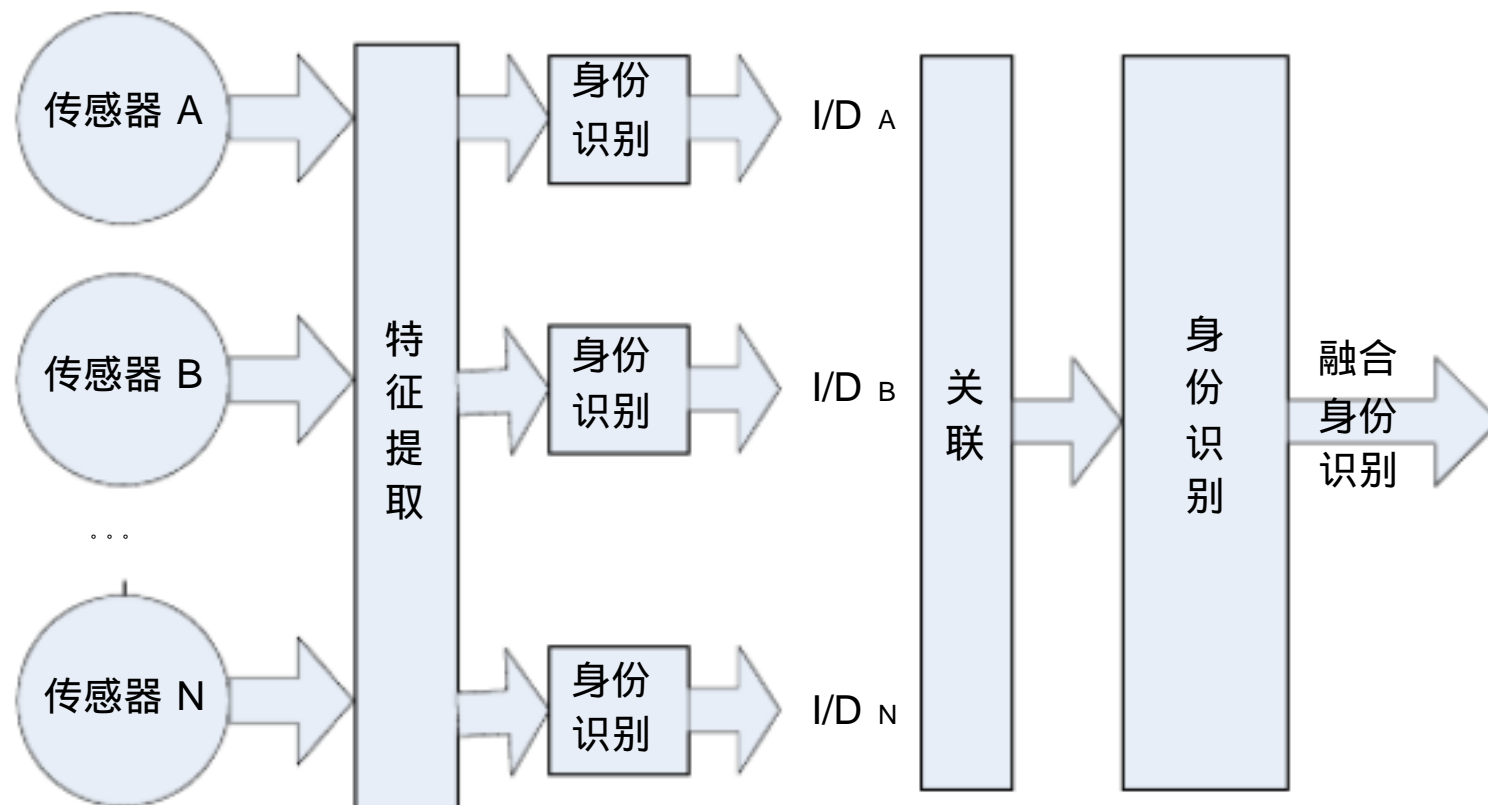 传感器 A
身份
识别
I/D A
传感器 B
特
征
提
取
身份
识别
I/D B
关
联
身
份
识
别
融合
身份
识别
。。。
传感器 N
身份
识别
I/D N